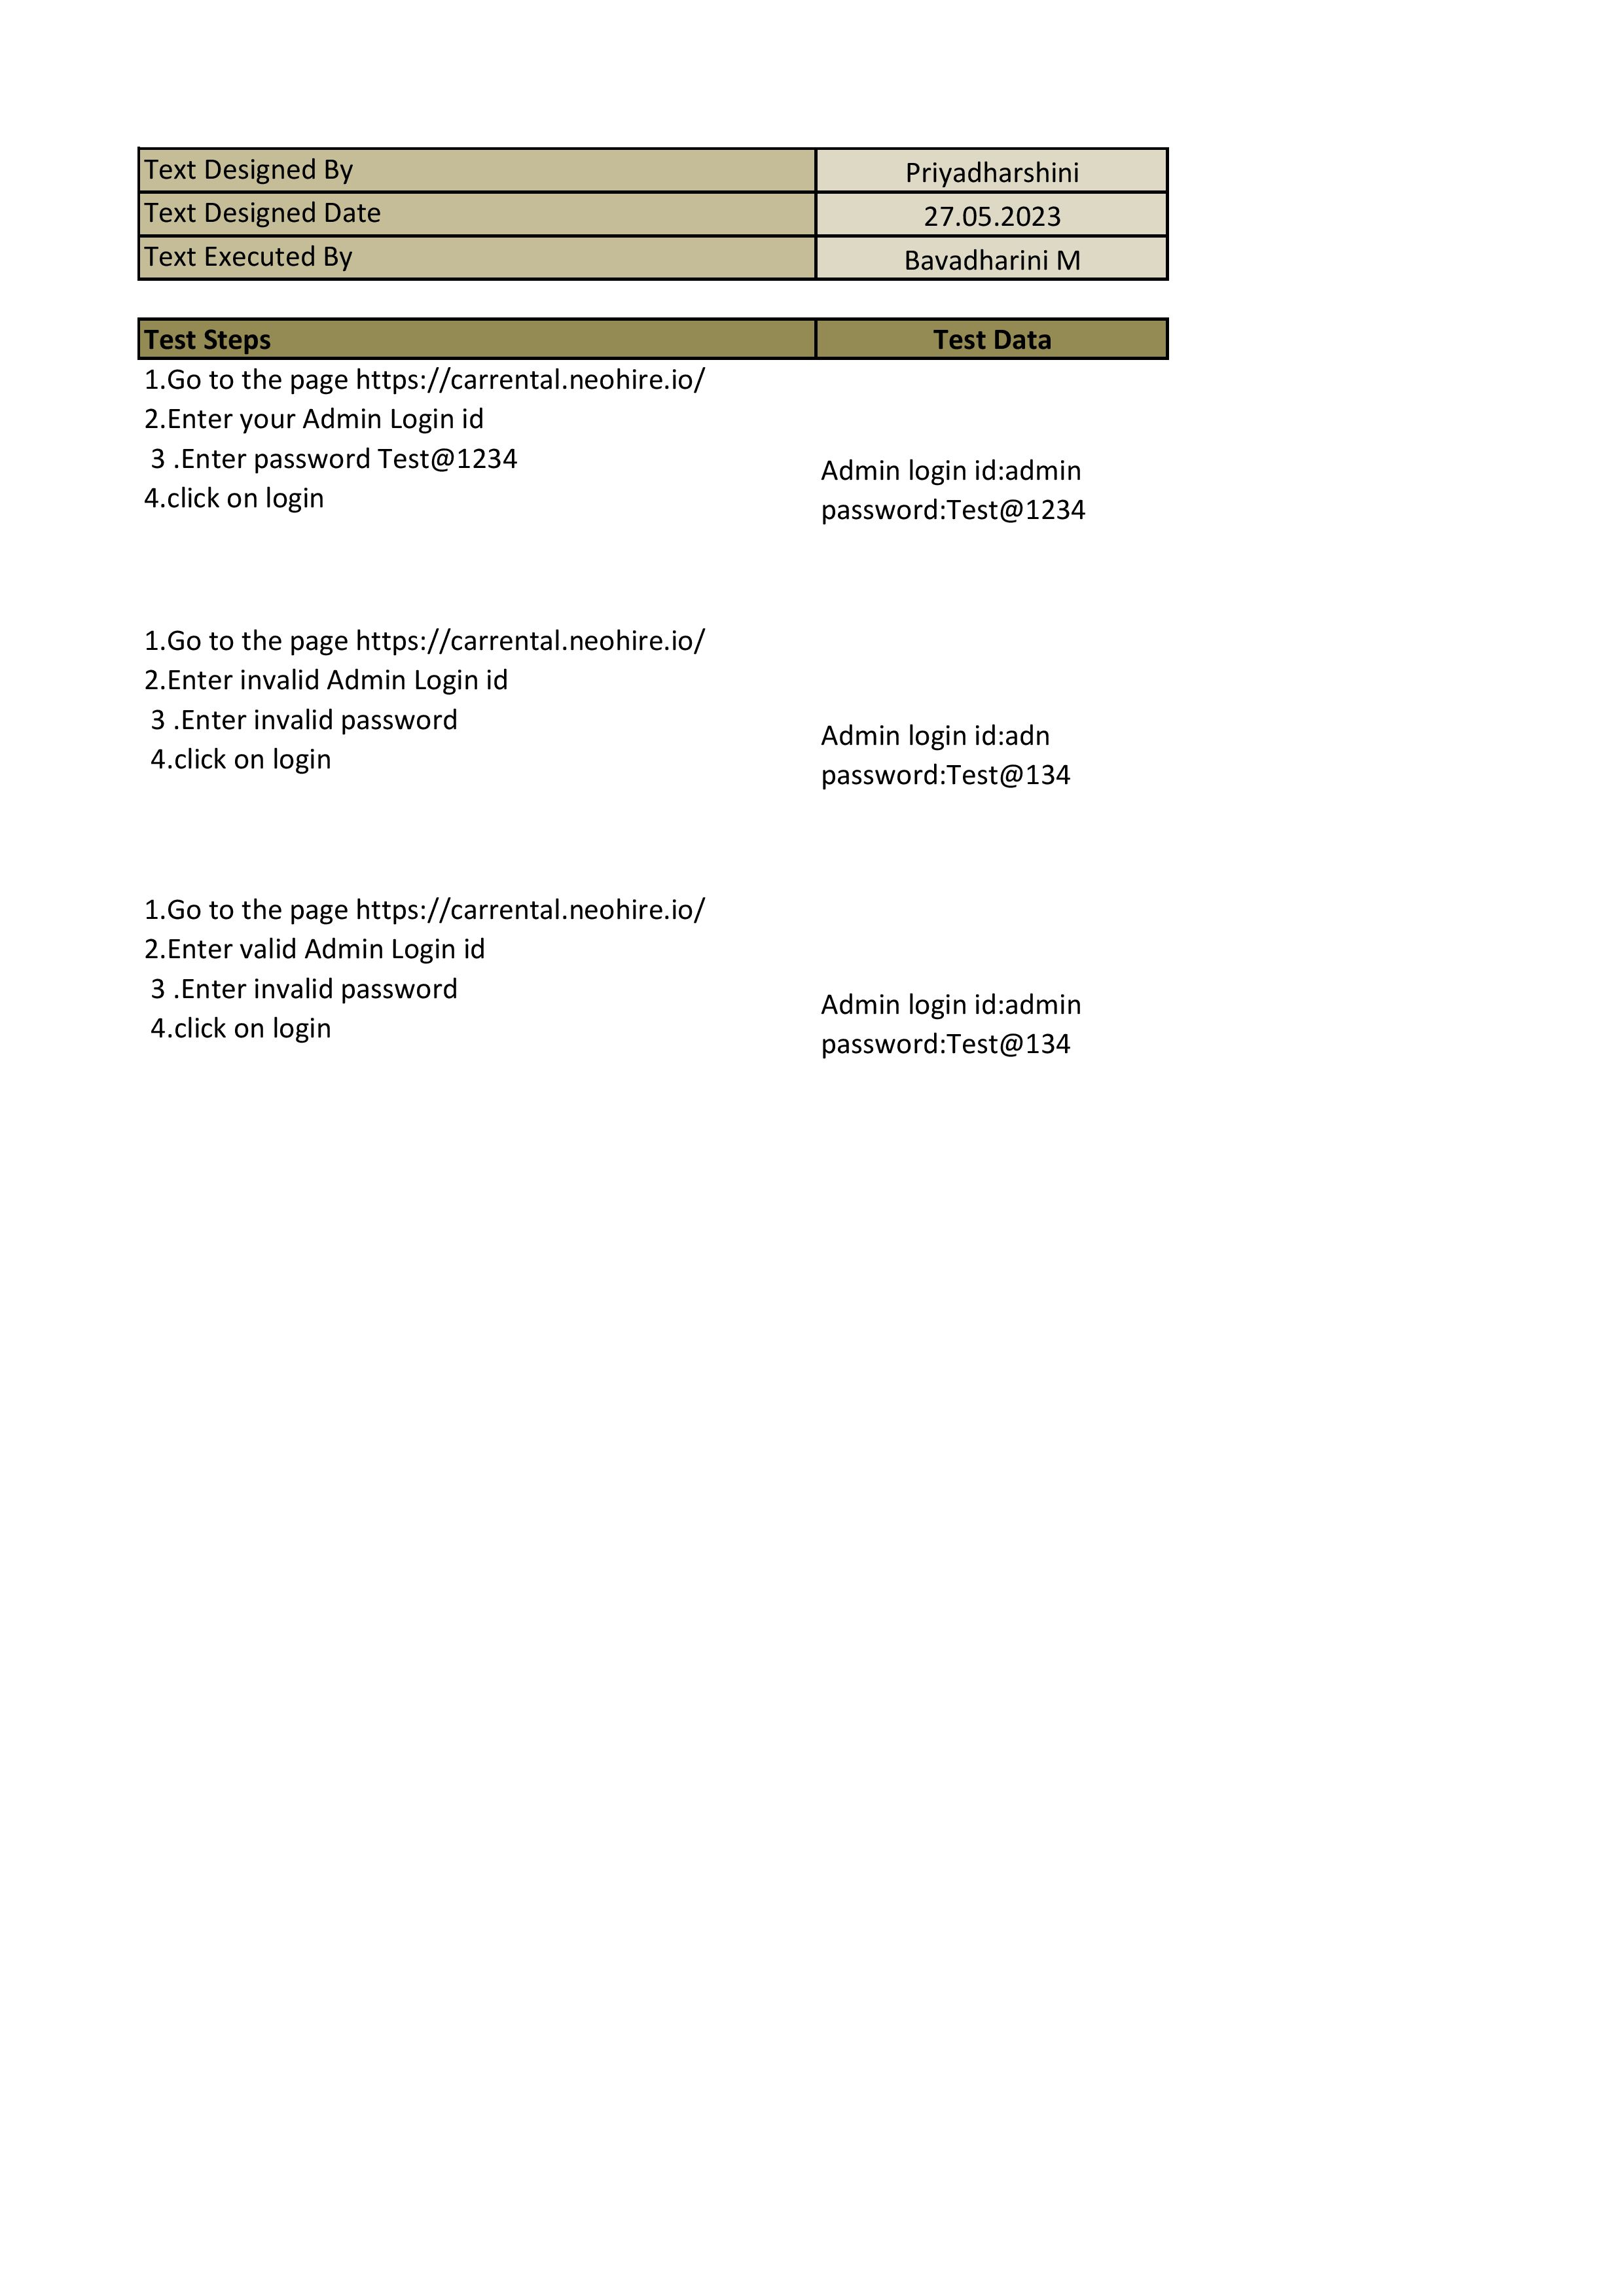 Text Designed By Priyadharshini
Text Designed Date 27.05.2023
Text Executed By Bavadharini M
Test Steps Test Data
1.Go to the page https://carrental.neohire.io/
2.Enter your Admin Login id
3 .Enter password Test@1234
4.click on login
Admin login id:admin
password:Test@1234
1.Go to the page https://carrental.neohire.io/
2.Enter invalid Admin Login id
3 .Enter invalid password
4.click on login
Admin login id:adn
password:Test@134
1.Go to the page https://carrental.neohire.io/
2.Enter valid Admin Login id
3 .Enter invalid password
4.click on login
Admin login id:admin
password:Test@134